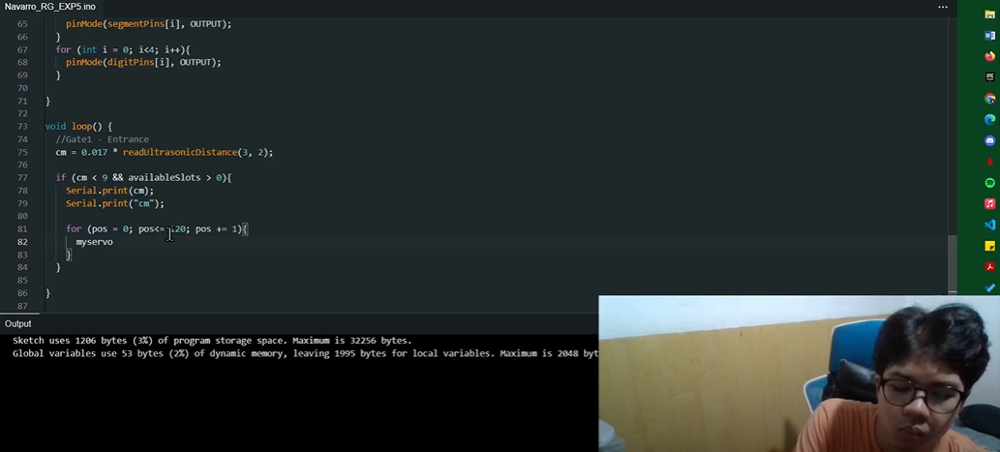 Navarro_RG_EXP5.ino
...
65 pinMode(segmentPins[i], OUTPUT);
66 }
67 for (int i = 0; i<4; i++){
68 pinMode(digitPins[i], OUTPUT);
69 }
70
71 }
72
73 void loop() {
74 //Gate1 - Entrance
75 cm = 0.017 * readUltrasonicDistance(3, 2);
76
77 if (cm < 9 && availableSlots > 0){
78 Serial.print(cm);
79 Serial.print("cm");
80
81 for (pos = 0; pos<= 120; pos += 1){
82 myservo
83 }
84 }
85
86 }
87
Output
Sketch uses 1206 bytes (3%) of program storage space. Maximum is 32256 bytes.
Global variables use 53 bytes (2%) of dynamic memory, leaving 1995 bytes for local variables. Maximum is 2048 byt
EPIC